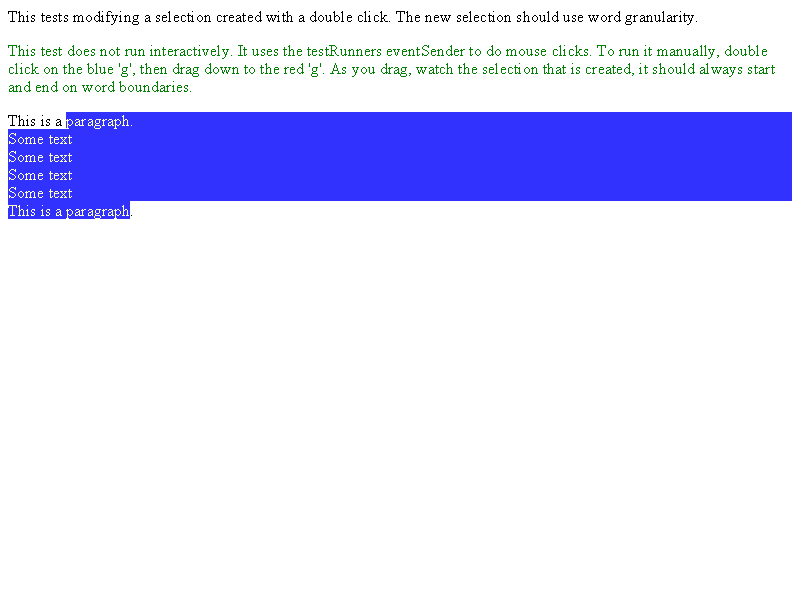 This tests modifying a selection created with a double click. The new selection should use word granularity.
This test does not run interactively. It uses the testRunners eventSender to do mouse clicks. To run it manually, double
click on the blue 'g', then drag down to the red 'g'. As you drag, watch the selection that is created, it should always start
and end on word boundaries.
This is a paragraph.
Some text
Some text
Some text
Some text
This is a paragraph.